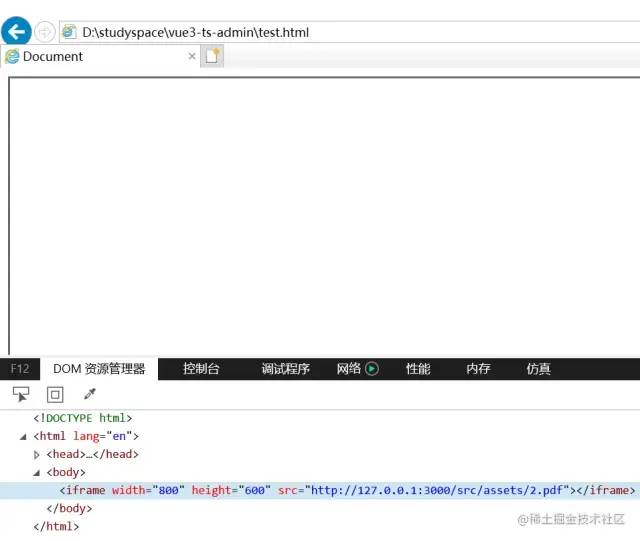 D:\studyspace\vue3-ts-admin\test.html
Document
F12 DOM 资源管理器 控制台 调试程序 网络 性能 内存 仿真
<!DOCTYPE html>
<html lang="en">
<head>…</head>
<body>
<iframe width="800" height="600" src="http://127.0.0.1:3000/src/assets/2.pdf"></iframe>
</body>
</html>
@稀土掘金技术社区